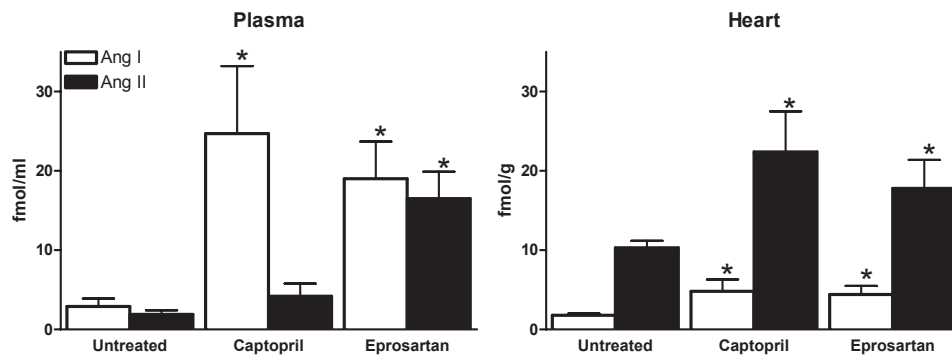 Plasma
Ang I
Ang II
*
*
*
30
20
10
0
fmol/ml
Untreated
Captopril
Eprosartan
Heart
*
*
*
*
30
20
10
0
fmol/g
Untreated
Captopril
Eprosartan